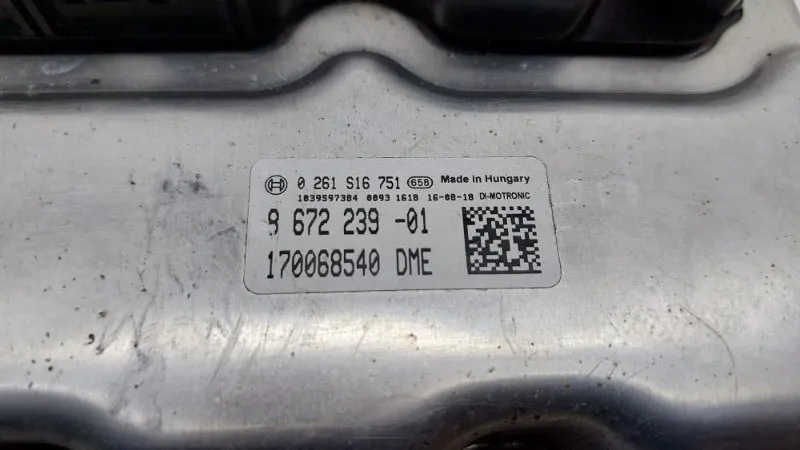 0 261 S16 751 658 Made in Hungary
1039S97384 0093 1618 16-08-18 DI-MOTRONIC
8 672 239 -01
170068540 DME